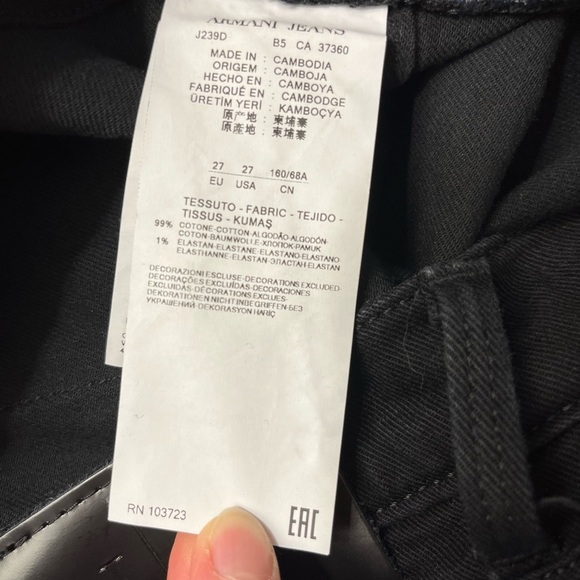 ARMANI JEANS
J239D B5 CA 37360
MADE IN : CAMBODIA
ORIGEM : CAMBOJA
HECHO EN : CAMBOYA
FABRIQUÉ EN : CAMBODGE
ÜRETİM YERİ : KAMBOÇYA
原产地 : 柬埔寨
原產地 : 柬埔寨
27 27 160/68A
EU USA CN
TESSUTO - FABRIC - TEJIDO -
TISSUS - KUMAŞ
99% COTONE-COTTON-ALGODÃO-ALGODÓN-
COTON-BAUMWOLLE-ХЛОПОК-PAMUK
1% ELASTAN-ELASTANE-ELASTANO-ELASTANO
ELASTHANNE-ELASTAN-ЭЛАСТАН-ELASTAN
DECORAZIONI ESCLUSE-DECORATIONS EXCLUDED-
DECORAÇÕES EXCLUÍDAS-DECORACIONES
EXCLUIDAS-DÉCORATIONS EXCLUES-
DEKORATIONEN NICHT INBEGRIFFEN-БЕЗ
УКРАШЕНИЙ DEKORASYON HARİÇ
RN 103723
EAC